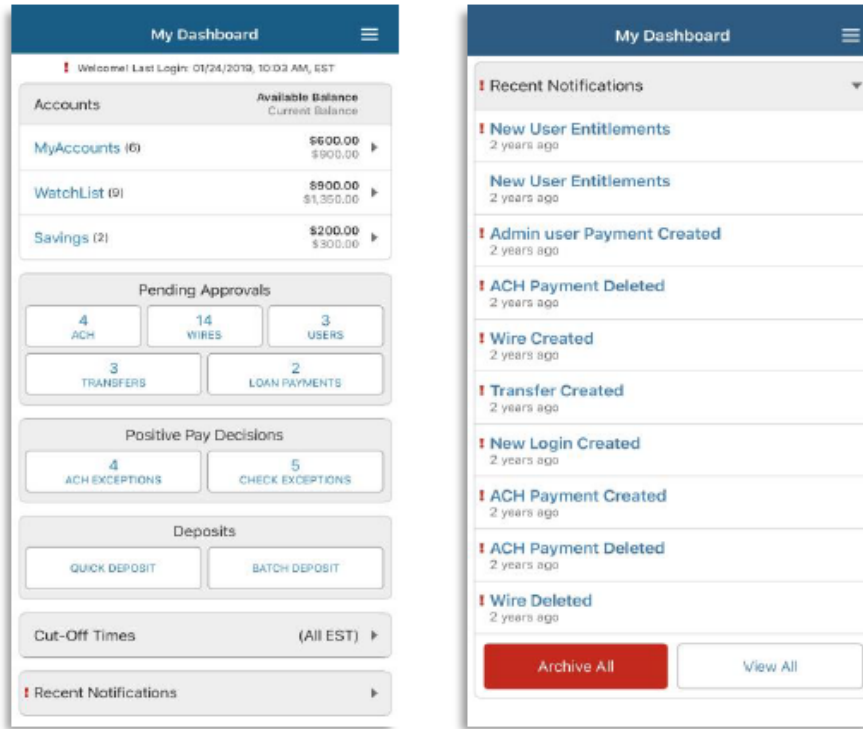 My Dashboard
! Welcome! Last Login: 01/24/2019, 10:03 AM, EST
Accounts
Available Balance
Current Balance
MyAccounts (6)
$600.00
$900.00
WatchList (9)
$900.00
$1,350.00
Savings (2)
$200.00
$300.00
Pending Approvals
4
ACH
14
WIRES
3
USERS
3
TRANSFERS
2
LOAN PAYMENTS
Positive Pay Decisions
4
ACH EXCEPTIONS
5
CHECK EXCEPTIONS
Deposits
QUICK DEPOSIT
BATCH DEPOSIT
Cut-Off Times
(All EST)
! Recent Notifications
My Dashboard
! Recent Notifications
! New User Entitlements
2 years ago
New User Entitlements
2 years ago
! Admin user Payment Created
2 years ago
! ACH Payment Deleted
2 years ago
! Wire Created
2 years ago
! Transfer Created
2 years ago
! New Login Created
2 years ago
! ACH Payment Created
2 years ago
! ACH Payment Deleted
2 years ago
! Wire Deleted
2 years ago
Archive All
View All